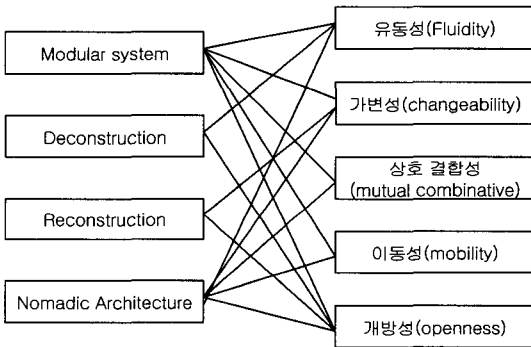 Modular system
Deconstruction
Reconstruction
Nomadic Architecture
유동성(Fluidity)
가변성(changeability)
상호 결합성
(mutual combinative)
이동성(mobility)
개방성(openness)